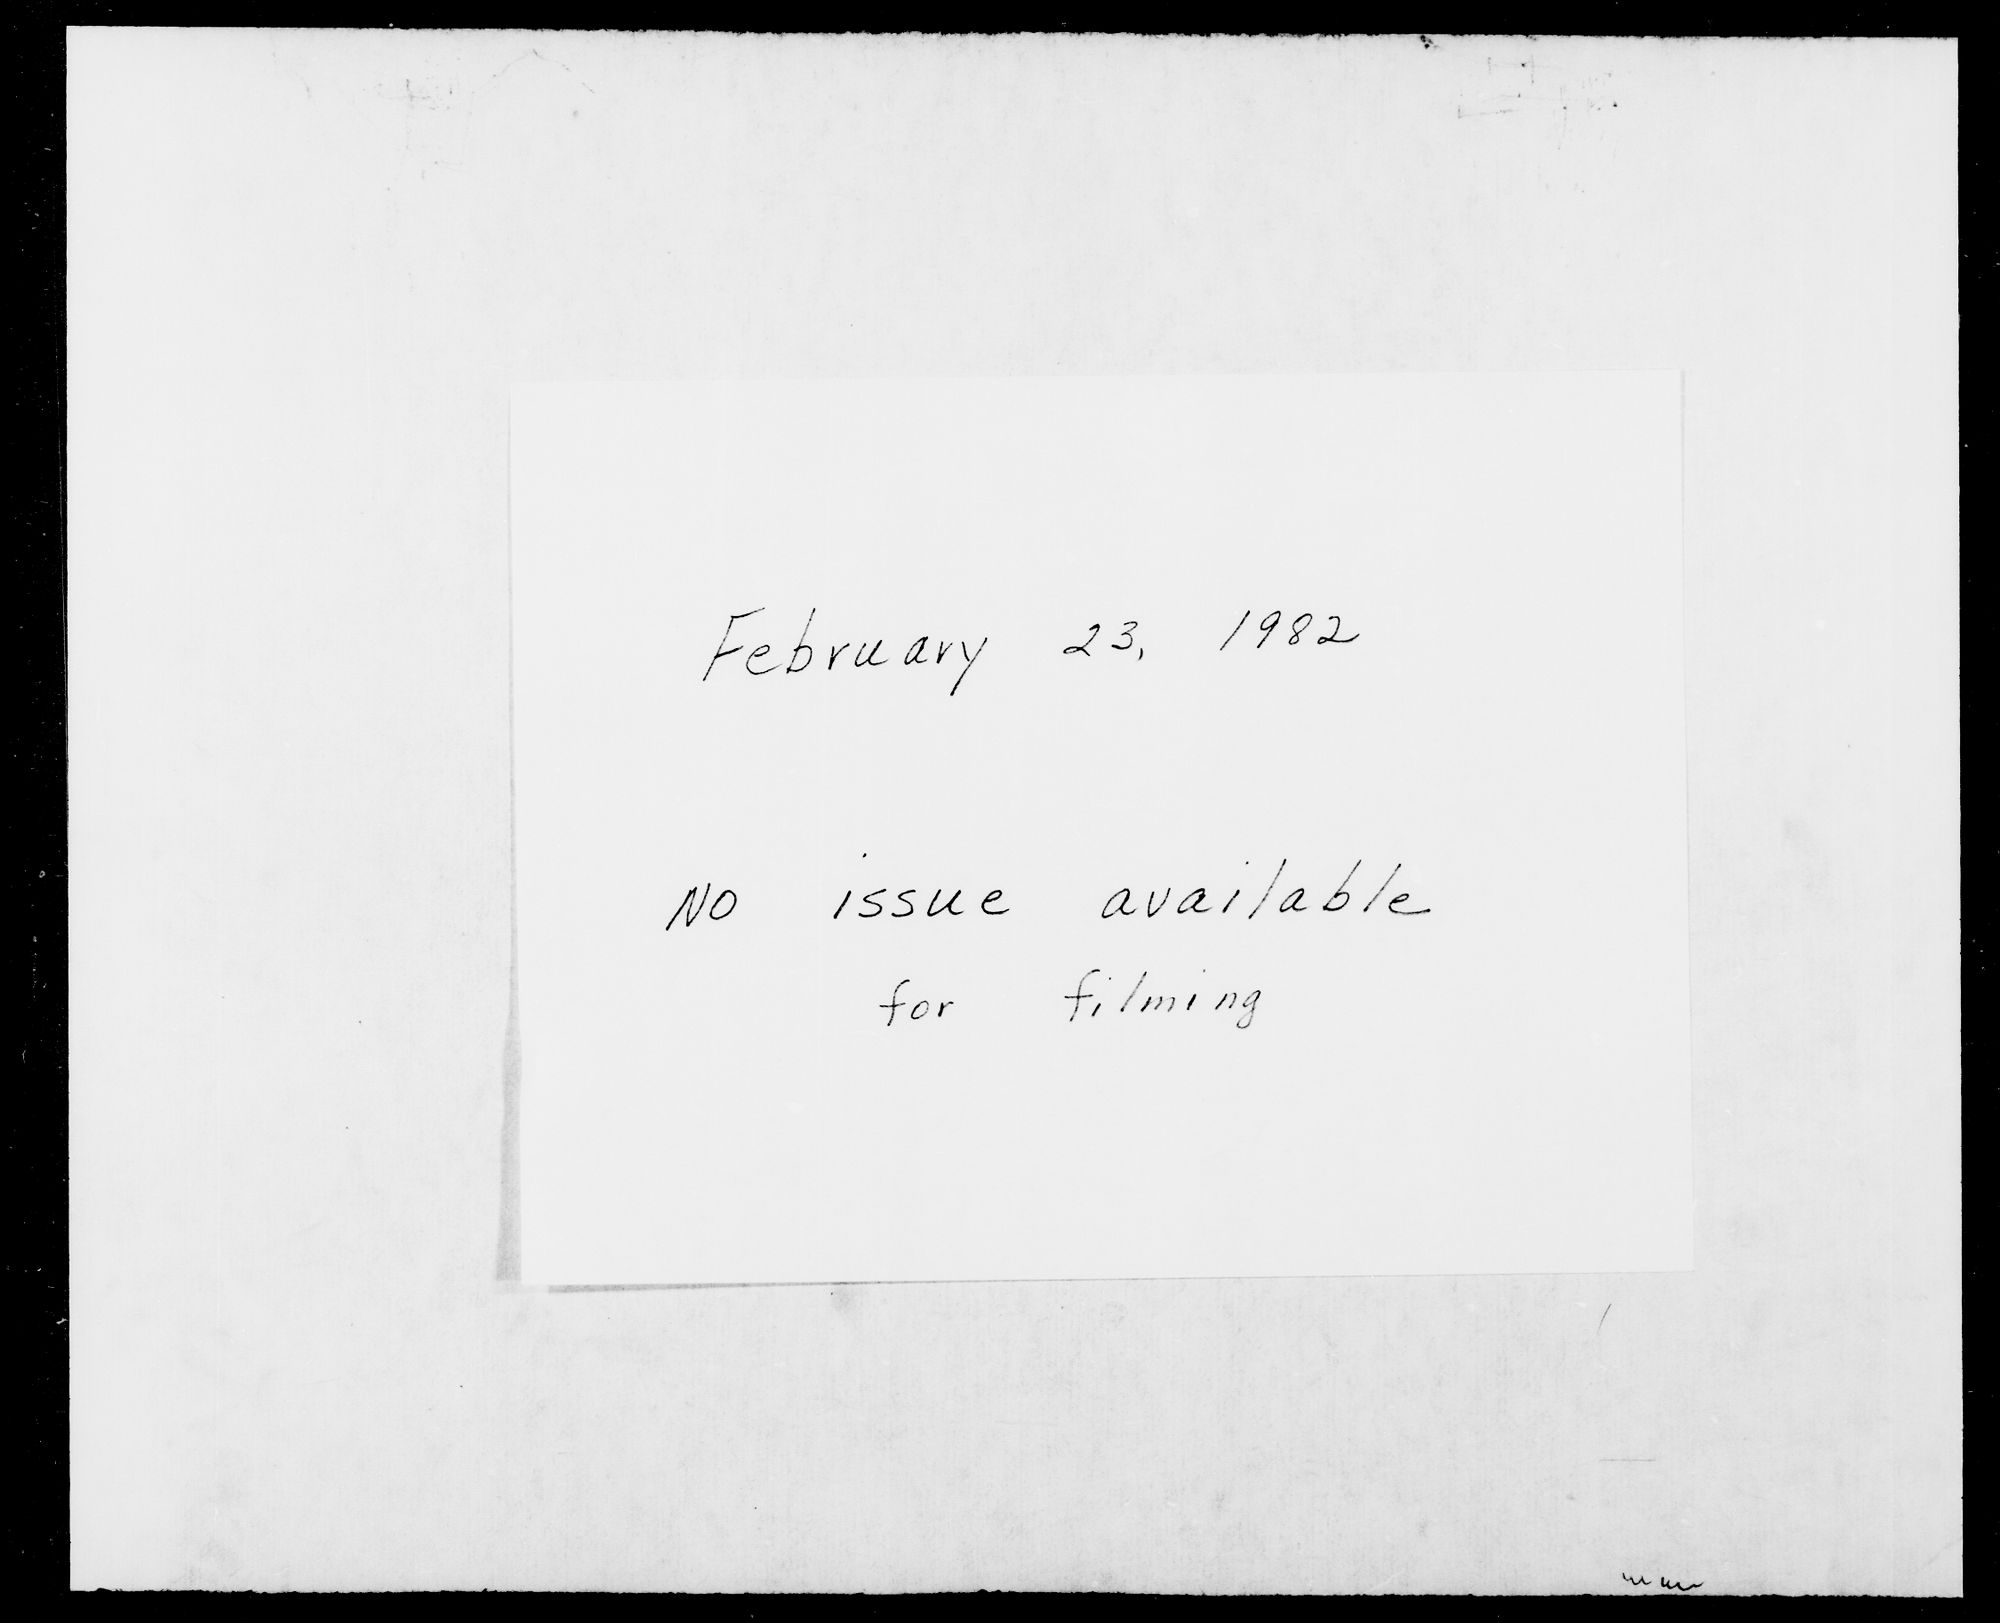 February 23, 1982
No issue available
for filming